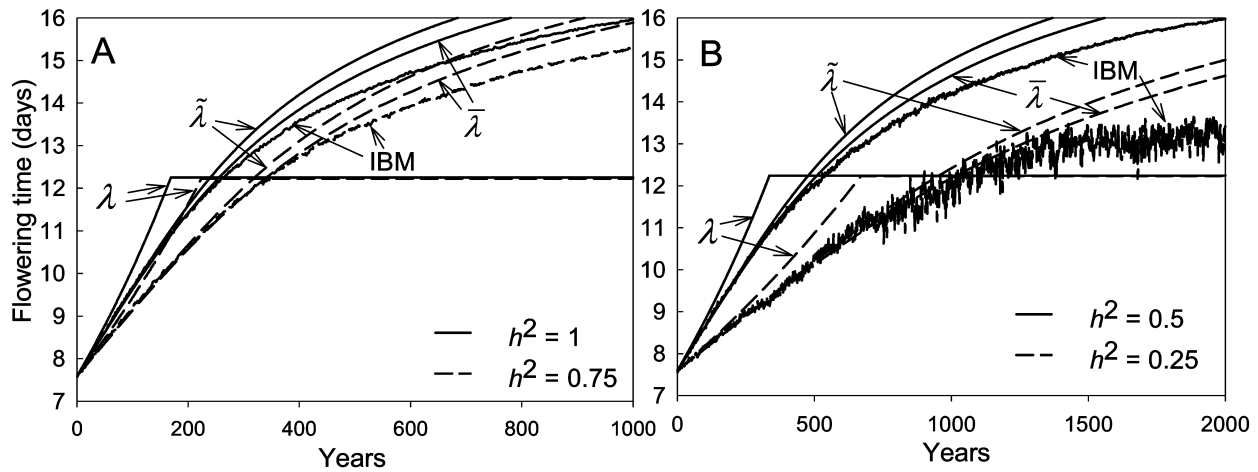 A
B
Flowering time (days)
16
15
14
13
12
11
10
9
8
7
λ̃
λ
IBM
λ̄
h² = 1
h² = 0.75
0
200
400
600
800
1000
Years
16
15
14
13
12
11
10
9
8
7
λ̃
λ
λ̄
IBM
h² = 0.5
h² = 0.25
0
500
1000
1500
2000
Years